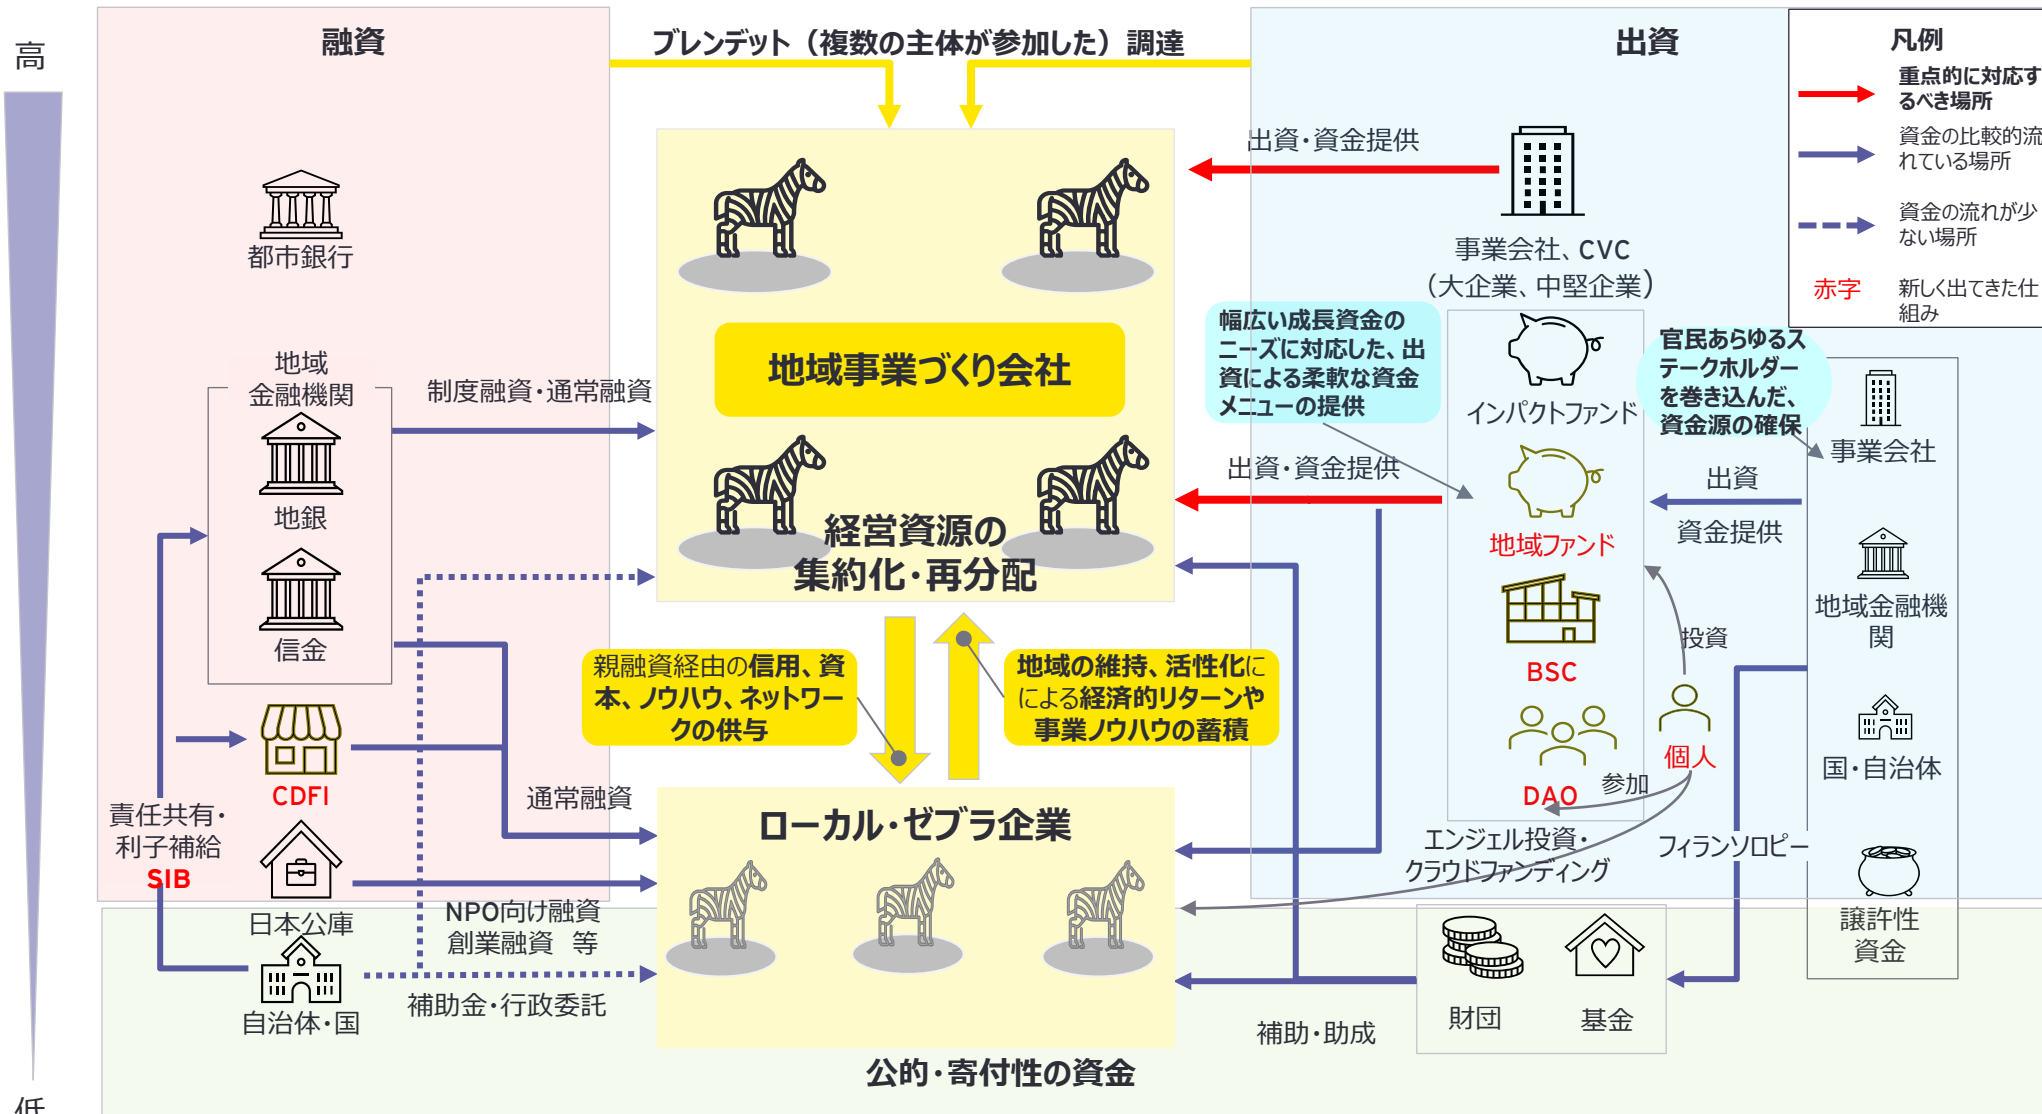 高
融資
ブレンデット（複数の主体が参加した）調達
出資
凡例
重点的に対応す
るべき場所
資金の比較的流
れている場所
資金の流れが少
ない場所
赤字
新しく出てきた仕
組み
都市銀行
地域
金融機関
地銀
信金
制度融資・通常融資
地域事業づくり会社
経営資源の
集約化・再分配
出資・資金提供
事業会社、CVC
（大企業、中堅企業）
幅広い成長資金の
ニーズに対応した、出
資による柔軟な資金
メニューの提供
官民あらゆるス
テークホルダー
を巻き込んだ、
資金源の確保
インパクトファンド
出資・資金提供
地域ファンド
BSC
DAO
出資
資金提供
事業会社
地域金融機
関
国・自治体
譲許性
資金
投資
個人
参加
親融資経由の信用、資
本、ノウハウ、ネットワー
クの供与
地域の維持、活性化に
による経済的リターンや
事業ノウハウの蓄積
CDFI
通常融資
責任共有・
利子補給
SIB
日本公庫
NPO向け融資
創業融資 等
自治体・国
補助金・行政委託
ローカル・ゼブラ企業
エンジェル投資・
クラウドファンディング
フィランソロピー
財団
基金
補助・助成
公的・寄付性の資金
低